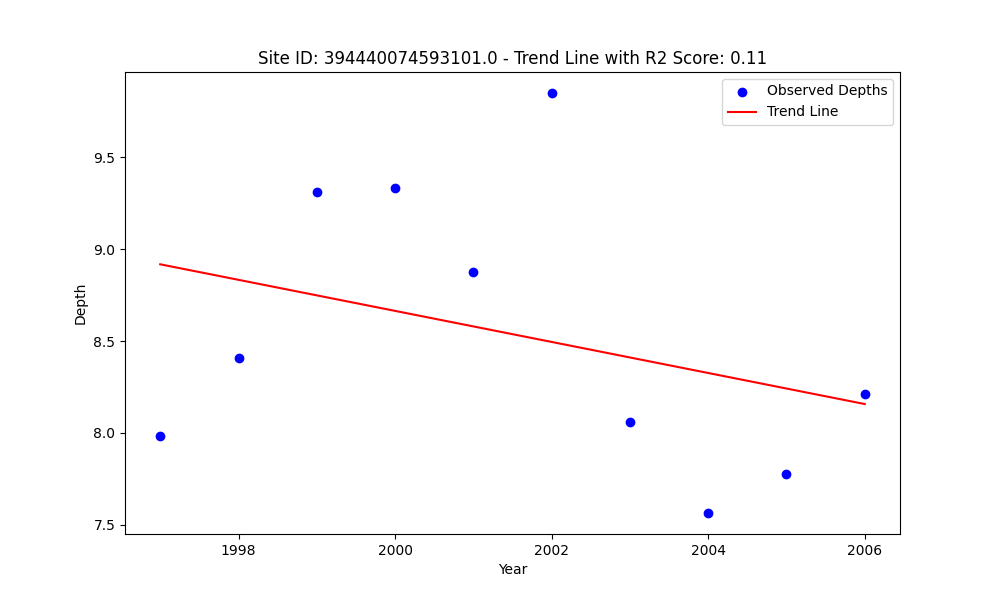 Site ID: 394440074593101.0 - Trend Line with R2 Score: 0.11
Observed Depths
Trend Line
Depth
9.5
9.0
8.5
8.0
7.5
1998
2000
2002
2004
2006
Year